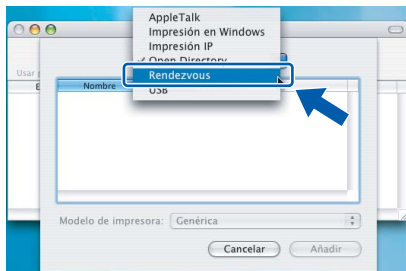 AppleTalk
Impresión en Windows
Impresión IP
✓ Open Directory
Rendezvous
USB
Usar
E
Nombre
Modelo de impresora: Genérica
Cancelar
Añadir